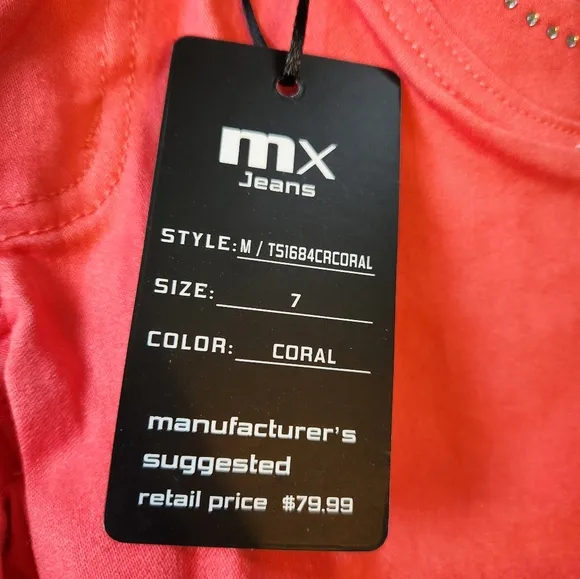 mx
Jeans
STYLE: M / TS1684CRCORAL
SIZE: 7
COLOR: CORAL
manufacturer's
suggested
retail price $79.99